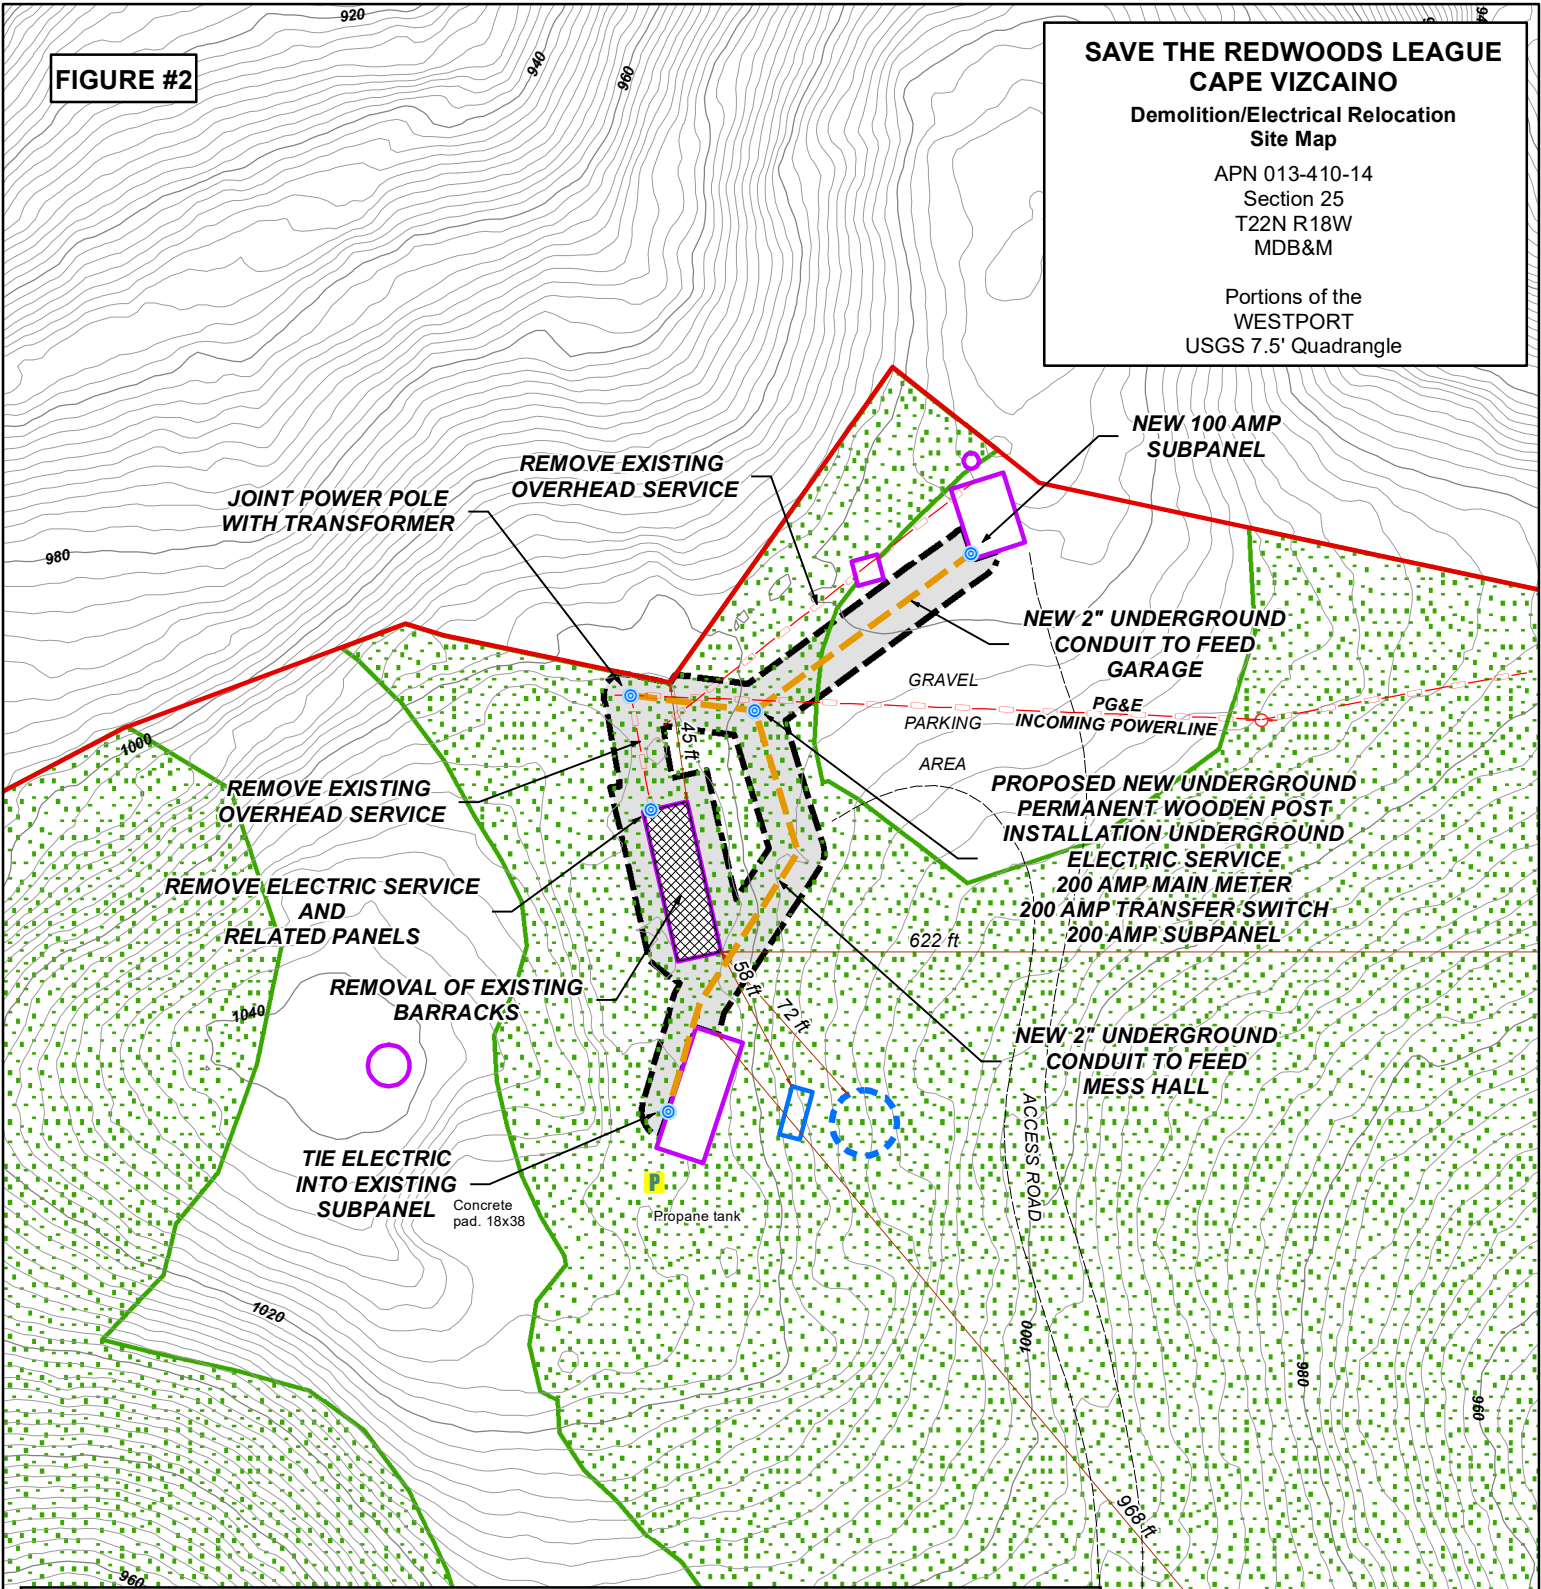 920
940
960
94
FIGURE #2
SAVE THE REDWOODS LEAGUE
CAPE VIZCAINO
Demolition/Electrical Relocation
Site Map
APN 013-410-14
Section 25
T22N R18W
MDB&M
Portions of the
WESTPORT
USGS 7.5' Quadrangle
NEW 100 AMP
SUBPANEL
REMOVE EXISTING
OVERHEAD SERVICE
JOINT POWER POLE
WITH TRANSFORMER
980
NEW 2" UNDERGROUND
CONDUIT TO FEED
GARAGE
GRAVEL
PARKING
AREA
PG&E
INCOMING POWERLINE
45 ft
1000
REMOVE EXISTING
OVERHEAD SERVICE
PROPOSED NEW UNDERGROUND
PERMANENT WOODEN POST
INSTALLATION UNDERGROUND
ELECTRIC SERVICE
200 AMP MAIN METER
200 AMP TRANSFER SWITCH
200 AMP SUBPANEL
REMOVE ELECTRIC SERVICE
AND
RELATED PANELS
622 ft
58 ft
72 ft
REMOVAL OF EXISTING
BARRACKS
1040
NEW 2" UNDERGROUND
CONDUIT TO FEED
MESS HALL
ACCESS ROAD
TIE ELECTRIC
INTO EXISTING
SUBPANEL
Concrete
pad. 18x38
P
Propane tank
1020
1000
980
960
968 ft
960